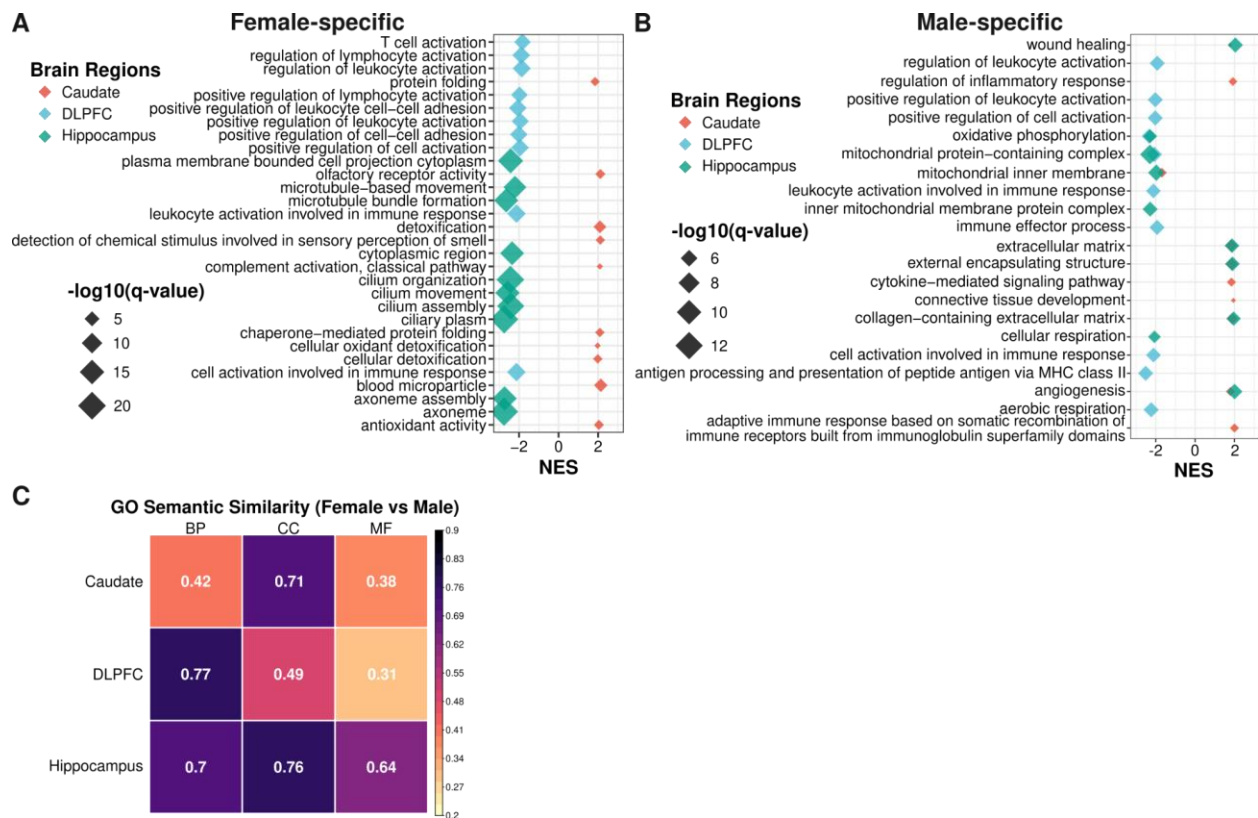 A
Female-specific
Brain Regions
Caudate
DLPFC
Hippocampus
-log10(q-value)
5
10
15
20
T cell activation
regulation of lymphocyte activation
regulation of leukocyte activation
protein folding
positive regulation of lymphocyte activation
positive regulation of leukocyte cell−cell adhesion
positive regulation of leukocyte activation
positive regulation of cell−cell adhesion
positive regulation of cell activation
plasma membrane bounded cell projection cytoplasm
olfactory receptor activity
microtubule−based movement
microtubule bundle formation
leukocyte activation involved in immune response
detoxification
detection of chemical stimulus involved in sensory perception of smell
cytoplasmic region
complement activation, classical pathway
cilium organization
cilium movement
cilium assembly
ciliary plasm
chaperone−mediated protein folding
cellular oxidant detoxification
cellular detoxification
cell activation involved in immune response
blood microparticle
axoneme assembly
axoneme
antioxidant activity
−2 0 2
NES
B
Male-specific
Brain Regions
Caudate
DLPFC
Hippocampus
-log10(q-value)
6
8
10
12
wound healing
regulation of leukocyte activation
regulation of inflammatory response
positive regulation of leukocyte activation
positive regulation of cell activation
oxidative phosphorylation
mitochondrial protein−containing complex
mitochondrial inner membrane
leukocyte activation involved in immune response
inner mitochondrial membrane protein complex
immune effector process
extracellular matrix
external encapsulating structure
cytokine−mediated signaling pathway
connective tissue development
collagen−containing extracellular matrix
cellular respiration
cell activation involved in immune response
antigen processing and presentation of peptide antigen via MHC class II
angiogenesis
aerobic respiration
adaptive immune response based on somatic recombination of
immune receptors built from immunoglobulin superfamily domains
-2 0 2
NES
C
GO Semantic Similarity (Female vs Male)
BP CC MF
Caudate 0.42 0.71 0.38
DLPFC 0.77 0.49 0.31
Hippocampus 0.7 0.76 0.64
0.9
0.83
0.76
0.69
0.62
0.55
0.48
0.41
0.34
0.27
0.2